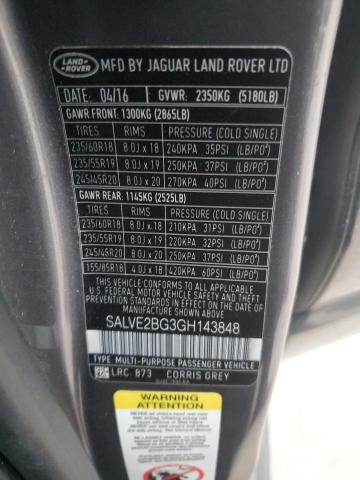 LAND ROVER
MFD BY JAGUAR LAND ROVER LTD
DATE: 04/16 GVWR: 2350KG (5180LB)
GAWR FRONT: 1300KG (2865LB)
TIRES RIMS PRESSURE (COLD SINGLE)
235/60R18 8.0J x 18 240KPA 35PSI (LB/PO²)
235/55R19 8.0J x 19 250KPA 37PSI (LB/PO²)
245/45R20 8.0J x 20 270KPA 40PSI (LB/PO²)
GAWR REAR: 1145KG (2525LB)
TIRES RIMS PRESSURE (COLD SINGLE)
235/60R18 8.0J x 18 210KPA 31PSI (LB/PO²)
235/55R19 8.0J x 19 220KPA 32PSI (LB/PO²)
245/45R20 8.0J x 20 250KPA 37PSI (LB/PO²)
155/85R18 4.0J x 18 420KPA 60PSI (LB/PO²)
THIS VEHICLE CONFORMS TO ALL APPLICABLE
U.S. FEDERAL MOTOR VEHICLE SAFETY AND
THEFT PREVENTION STANDARDS IN EFFECT ON THE
DATE OF MANUFACTURE SHOWN ABOVE.
SALVE2BG3GH143848
TYPE: MULTI-PURPOSE PASSENGER VEHICLE
LRC 873 CORRIS GREY
WARNING
AVERTISSEMENT